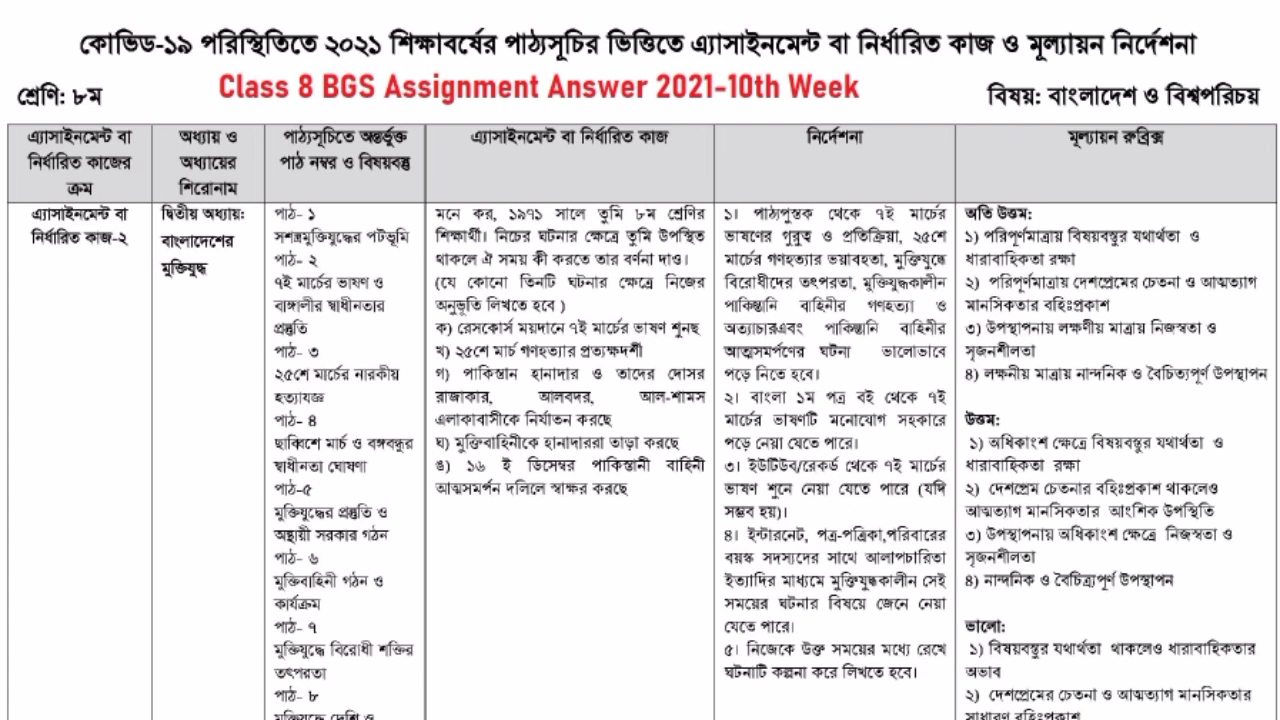 কোভিড-১৯ পরিস্থিতিতে ২০২১ শিক্ষাবর্ষের পাঠ্যসূচির ভিত্তিতে এ্যাসাইনমেন্ট বা নির্ধারিত কাজ ও মূল্যায়ন নির্দেশনা
Class 8 BGS Assignment Answer 2021-10th Week
শ্রেণি: ৮ম
বিষয়: বাংলাদেশ ও বিশ্বপরিচয়
এ্যাসাইনমেন্ট বা
নির্ধারিত কাজের
ক্রম
অধ্যায় ও
অধ্যায়ের
শিরোনাম
পাঠ্যসূচিতে অন্তর্ভুক্ত
পাঠ নম্বর ও বিষয়বস্তু
এ্যাসাইনমেন্ট বা নির্ধারিত কাজ
নির্দেশনা
মূল্যায়ন রুব্রিক্স
এ্যাসাইনমেন্ট বা
নির্ধারিত কাজ-২
দ্বিতীয় অধ্যায়:
বাংলাদেশের
মুক্তিযুদ্ধ
পাঠ- ১
সশস্ত্রমুক্তিযুদ্ধের পটভূমি
পাঠ- ২
৭ই মার্চের ভাষণ ও
বাঙ্গালীর স্বাধীনতার
প্রস্তুতি
পাঠ- ৩
২৫শে মার্চের নারকীয়
হত্যাযজ্ঞ
পাঠ- ৪
ছাব্বিশে মার্চ ও বঙ্গবন্ধুর
স্বাধীনতা ঘোষণা
পাঠ-৫
মুক্তিযুদ্ধের প্রস্তুতি ও
অস্থায়ী সরকার গঠন
পাঠ- ৬
মুক্তিবাহিনী গঠন ও
কার্যক্রম
পাঠ- ৭
মুক্তিযুদ্ধে বিরোধী শক্তির
তৎপরতা
পাঠ- ৮
মুক্তিযুদ্ধে দেশি ও
মনে কর, ১৯৭১ সালে তুমি ৮ম শ্রেণির
শিক্ষার্থী। নিচের ঘটনার ক্ষেত্রে তুমি উপস্থিত
থাকলে ঐ সময় কী করতে তার বর্ণনা দাও।
(যে কোনো তিনটি ঘটনার ক্ষেত্রে নিজের
অনুভূতি লিখতে হবে )
ক) রেসকোর্স ময়দানে ৭ই মার্চের ভাষণ শুনছ
খ) ২৫শে মার্চ গণহত্যার প্রত্যক্ষদর্শী
গ) পাকিস্তান হানাদার ও তাদের দোসর
রাজাকার, আলবদর, আল-শামস
এলাকাবাসীকে নির্যাতন করছে
ঘ) মুক্তিবাহিনীকে হানাদাররা তাড়া করছে
ঙ) ১৬ ই ডিসেম্বর পাকিস্তানী বাহিনী
আত্মসমর্পন দলিলে স্বাক্ষর করছে
১। পাঠ্যপুস্তক থেকে ৭ই মার্চের
ভাষণের গুরুত্ব ও প্রতিক্রিয়া, ২৫শে
মার্চের গণহত্যার ভয়াবহতা, মুক্তিযুদ্ধে
বিরোধীদের তৎপরতা, মুক্তিযুদ্ধকালীন
পাকিস্তানি বাহিনীর গণহত্যা ও
অত্যাচারএবং পাকিস্তানি বাহিনীর
আত্মসমর্পণের ঘটনা ভালোভাবে
পড়ে নিতে হবে।
২। বাংলা ১ম পত্র বই থেকে ৭ই
মার্চের ভাষণটি মনোযোগ সহকারে
পড়ে নেয়া যেতে পারে।
৩। ইউটিউব/রেকর্ড থেকে ৭ই মার্চের
ভাষণ শুনে নেয়া যেতে পারে (যদি
সম্ভব হয়)।
৪। ইন্টারনেট, পত্র-পত্রিকা,পরিবারের
বয়স্ক সদস্যদের সাথে আলাপচারিতা
ইত্যাদির মাধ্যমে মুক্তিযুদ্ধকালীন সেই
সময়ের ঘটনার বিষয়ে জেনে নেয়া
যেতে পারে।
৫। নিজেকে উক্ত সময়ের মধ্যে রেখে
ঘটনাটি কল্পনা করে লিখতে হবে।
অতি উত্তম:
১) পরিপূর্ণমাত্রায় বিষয়বস্তুর যথার্থতা ও
ধারাবাহিকতা রক্ষা
২) পরিপূর্ণমাত্রায় দেশপ্রেমের চেতনা ও আত্মত্যাগ
মানসিকতার বহিঃপ্রকাশ
৩) উপস্থাপনায় লক্ষণীয় মাত্রায় নিজস্বতা ও
সৃজনশীলতা
৪) লক্ষনীয় মাত্রায় নান্দনিক ও বৈচিত্যপূর্ণ উপস্থাপন
উত্তম:
১) অধিকাংশ ক্ষেত্রে বিষয়বস্তুর যথার্থতা ও
ধারাবাহিকতা রক্ষা
২) দেশপ্রেম চেতনার বহিঃপ্রকাশ থাকলেও
আত্মত্যাগ মানসিকতার আংশিক উপস্থিতি
৩) উপস্থাপনায় অধিকাংশ ক্ষেত্রে নিজস্বতা ও
সৃজনশীলতা
৪) নান্দনিক ও বৈচিত্র্যপূর্ণ উপস্থাপন
ভালো:
১) বিষয়বস্তুর যথার্থতা থাকলেও ধারাবাহিকতার
অভাব
২) দেশপ্রেমের চেতনা ও আত্মত্যাগ মানসিকতার
সাধারণ বহিঃপ্রকাশ